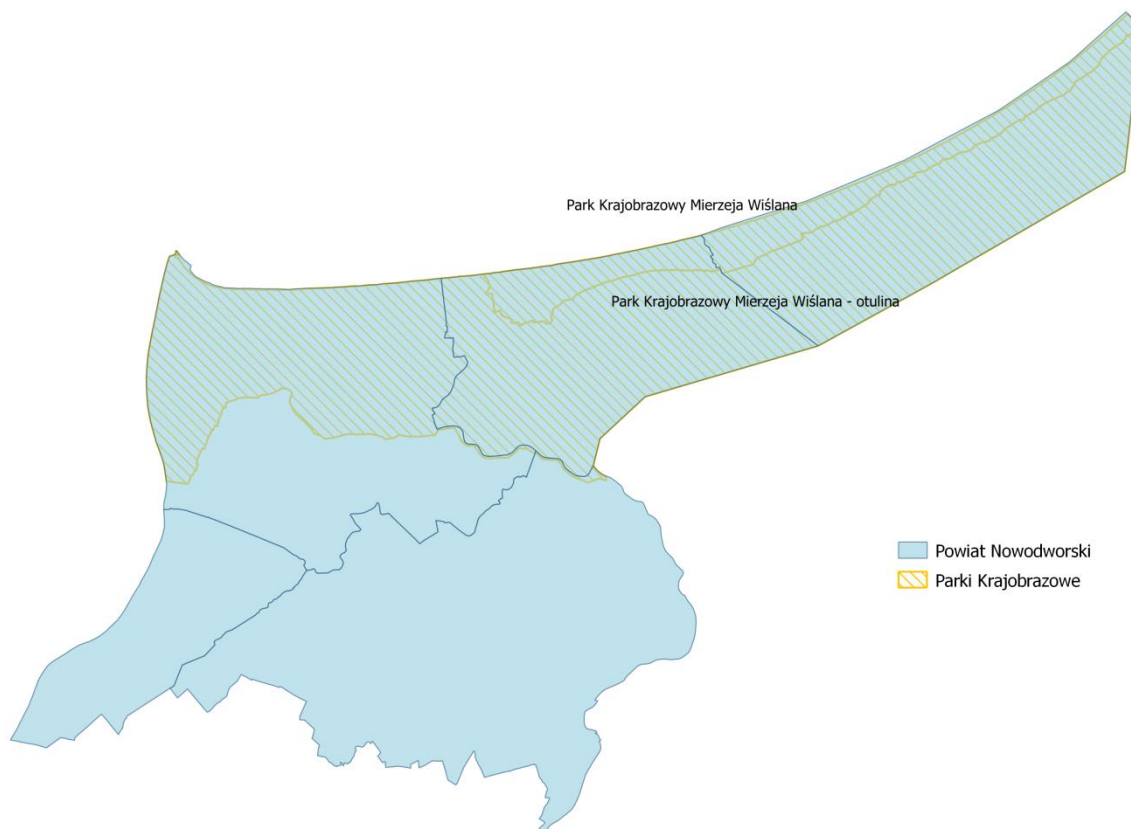 Park Krajobrazowy Mierzeja Wiślana
Park Krajobrazowy Mierzeja Wiślana - otulina
Powiat Nowodworski
Parki Krajobrazowe